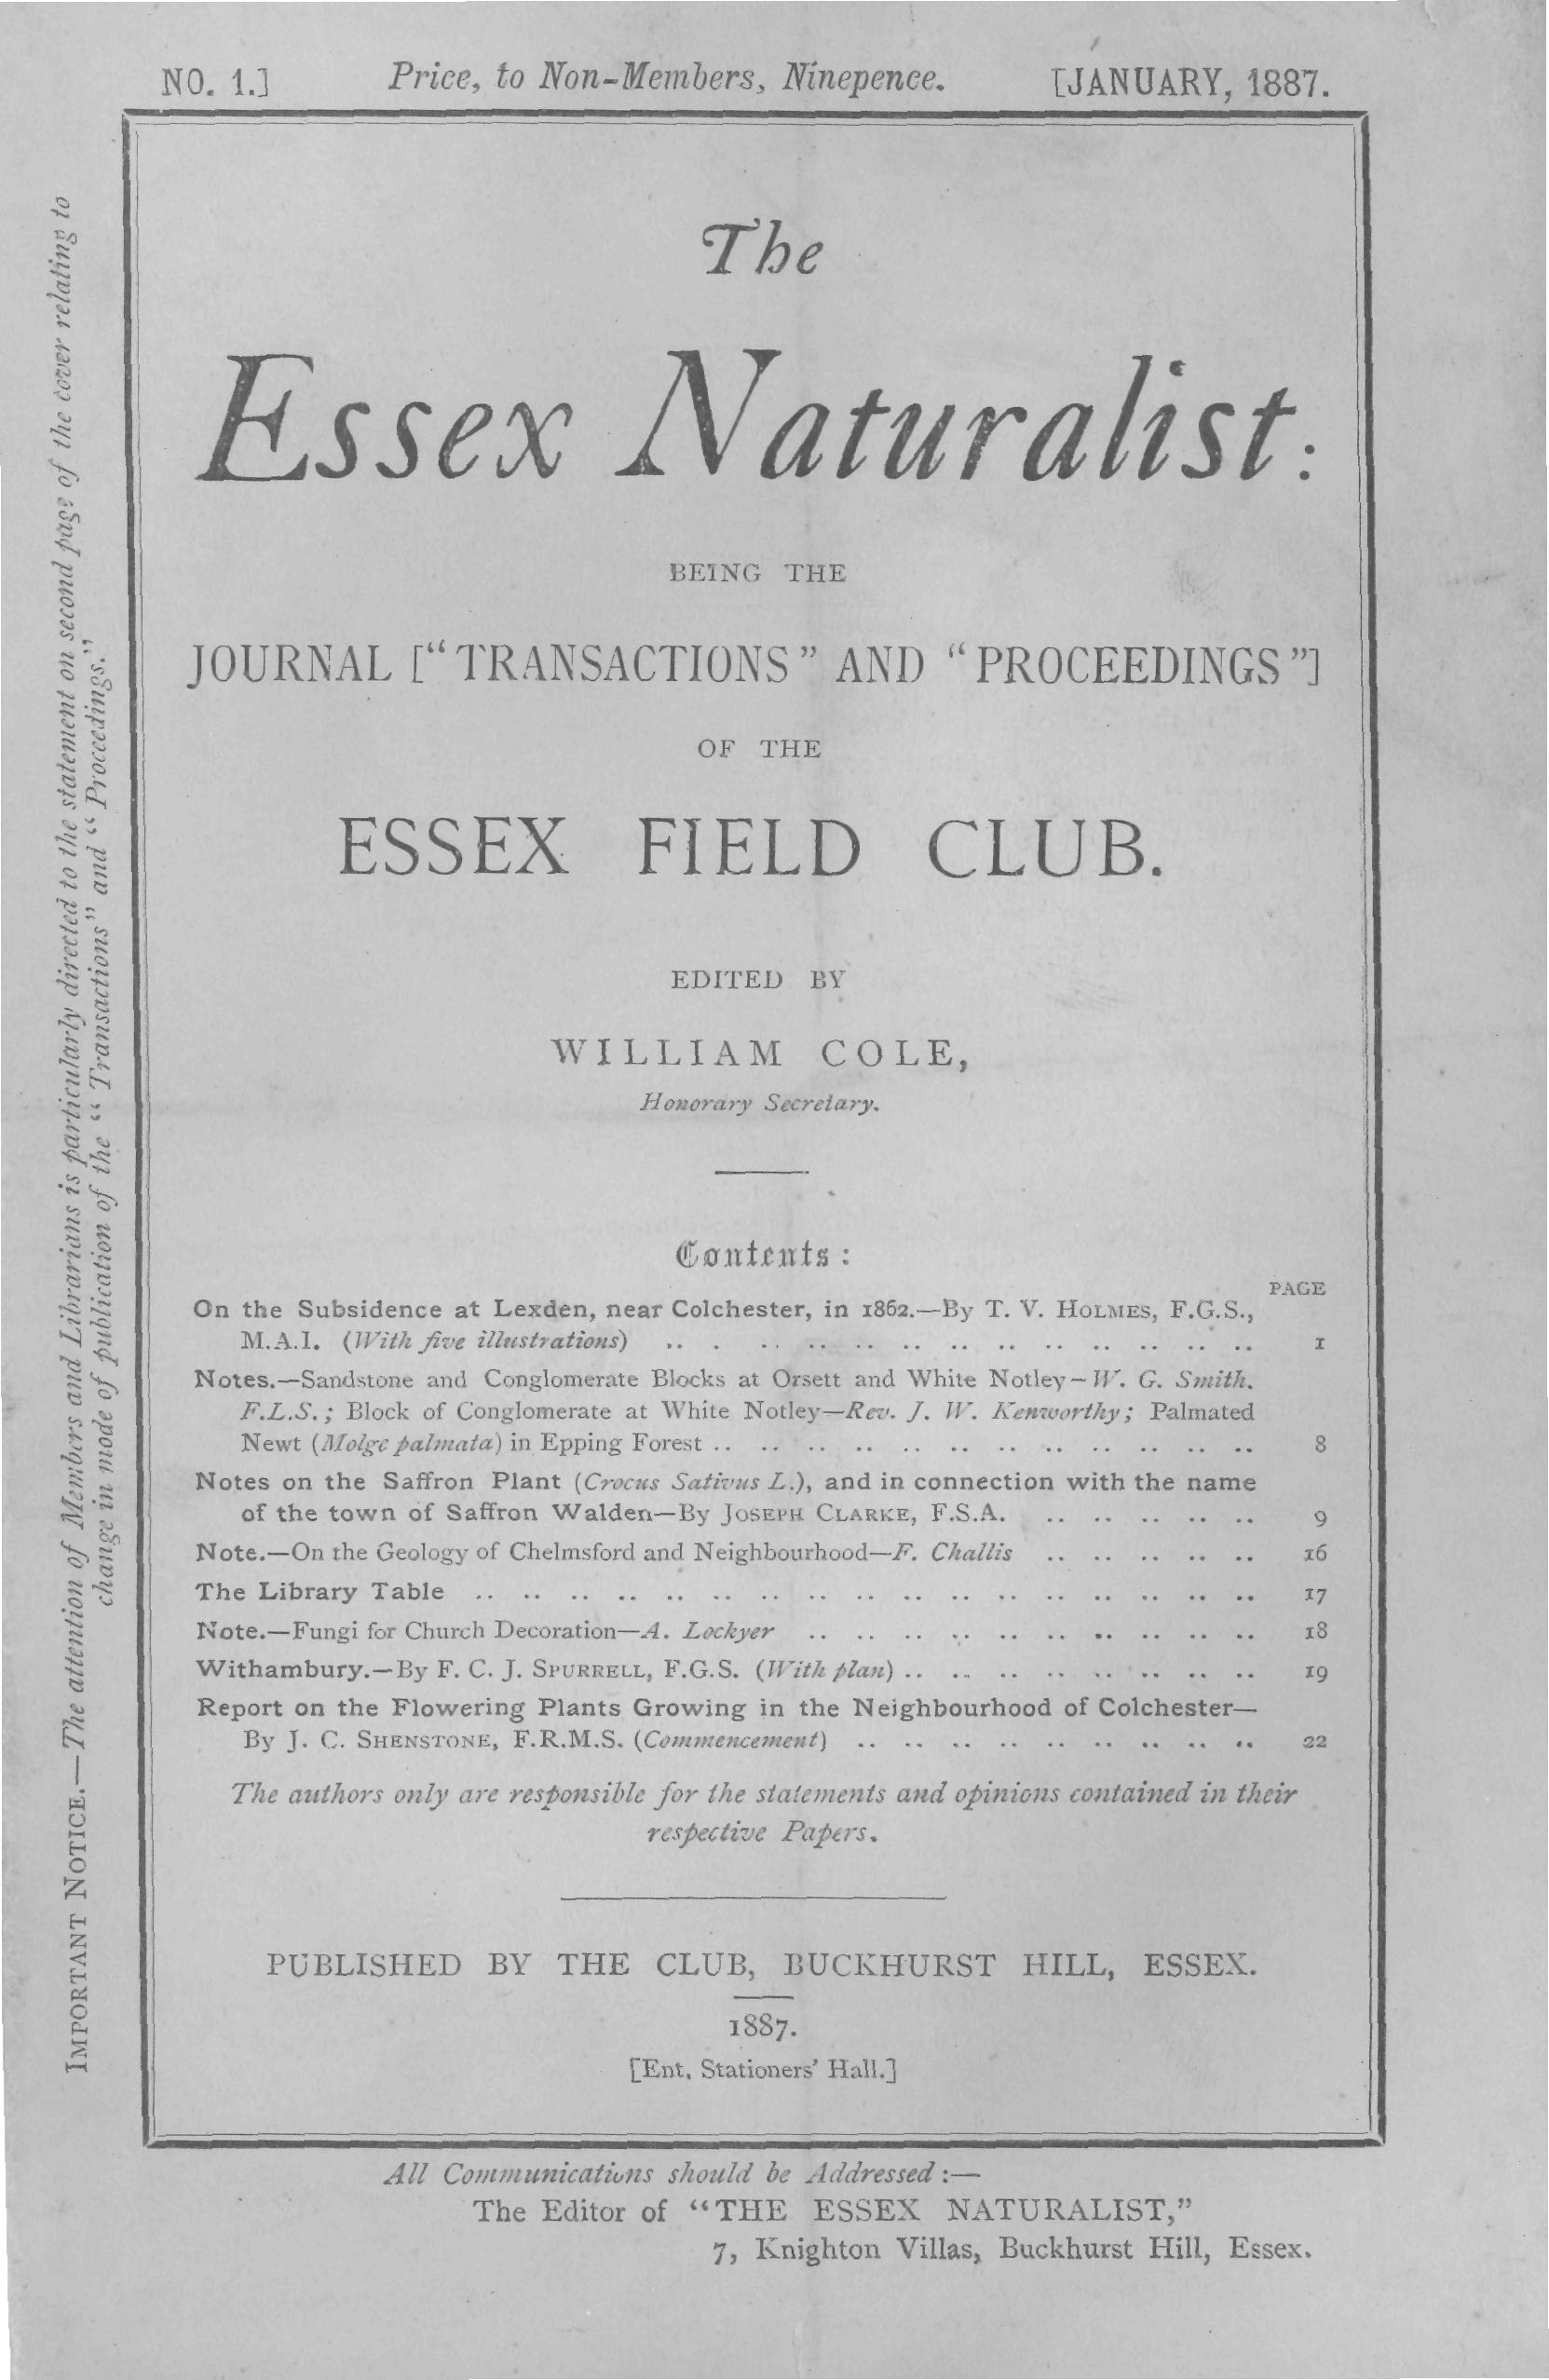 NO. 1.] Price, to Non-Members, Ninepence. [JANUARY, 1887.
The
Essex Naturalist:
BEING THE
JOURNAL ["TRANSACTIONS" AND "PROCEEDINGS"]
OF THE
ESSEX FIELD CLUB.
EDITED BY
WILLIAM COLE,
Honorary Secretary.
Contents:
PAGE
On the Subsidence at Lexden, near Colchester, in 1862.—By T. V. HOLMES, F.G.S.,
M.A.I. (With five illustrations) .. . .. .. .. .. .. .. .. .. .. .. .. 1
Notes.—Sandstone and Conglomerate Blocks at Orsett and White Notley—W. G. Smith.
F.L.S.; Block of Conglomerate at White Notley—Rev. J. W. Kenworthy; Palmated
Newt (Molge palmata) in Epping Forest .. .. .. .. .. .. .. .. .. .. .. .. 8
Notes on the Saffron Plant (Crocus Sativus L.), and in connection with the name
of the town of Saffron Walden—By JOSEPH CLARKE, F.S.A. .. .. .. .. .. 9
Note.—On the Geology of Chelmsford and Neighbourhood—F. Challis .. .. .. .. .. 16
The Library Table .. .. .. .. .. .. .. .. .. .. .. .. .. .. .. .. .. 17
Note.—Fungi for Church Decoration—A. Lockyer .. .. .. .. .. .. .. .. .. .. 18
Withambury.—By F. C. J. SPURRELL, F.G.S. (With plan) .. .. .. .. .. .. .. .. 19
Report on the Flowering Plants Growing in the Neighbourhood of Colchester—
By J. C. SHENSTONE, F.R.M.S. (Commencement) .. .. .. .. .. .. .. .. .. 22
The authors only are responsible for the statements and opinions contained in their
respective Papers.
PUBLISHED BY THE CLUB, BUCKHURST HILL, ESSEX.
1887.
[Ent. Stationers' Hall.]
All Communications should be Addressed:—
The Editor of "THE ESSEX NATURALIST,"
7, Knighton Villas, Buckhurst Hill, Essex.
IMPORTANT NOTICE.—The attention of Members and Librarians is particularly directed to the statement on second page of the cover relating to
change in mode of publication of the "Transactions" and "Proceedings."